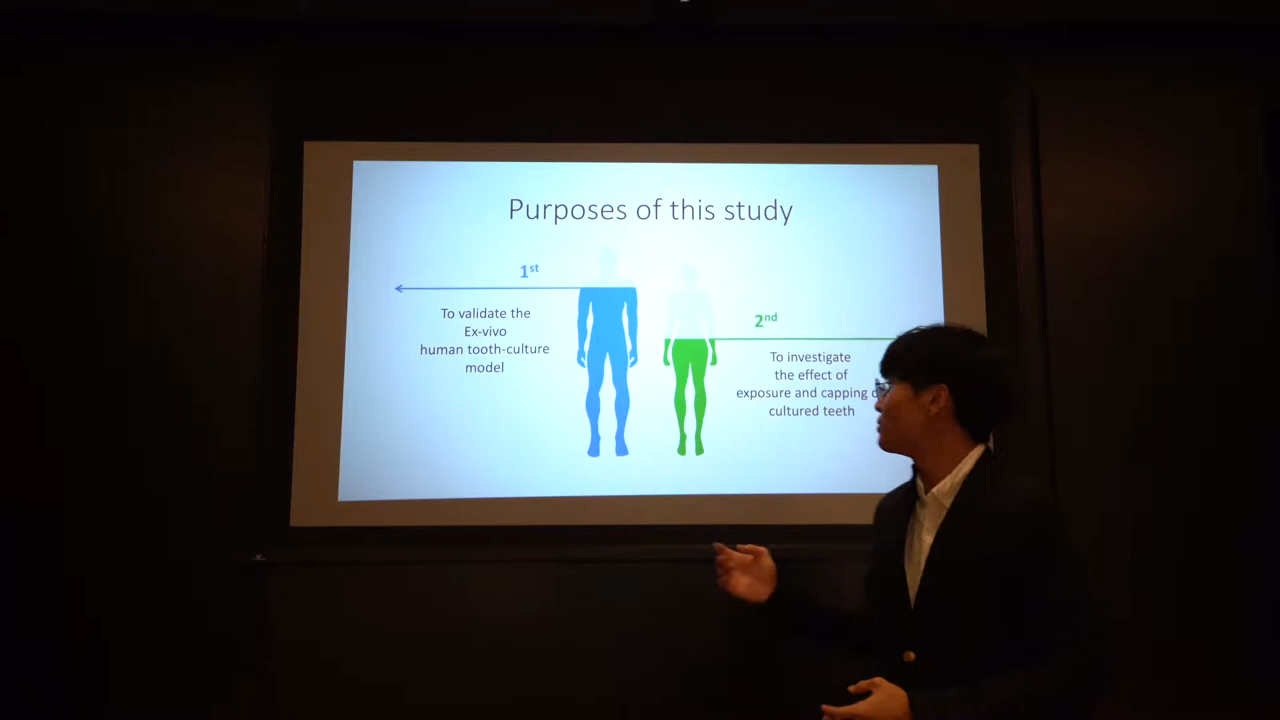 Purposes of this study
1st
To validate the
Ex-vivo
human tooth-culture
model
2nd
To investigate
the effect of
exposure and capping
cultured teeth